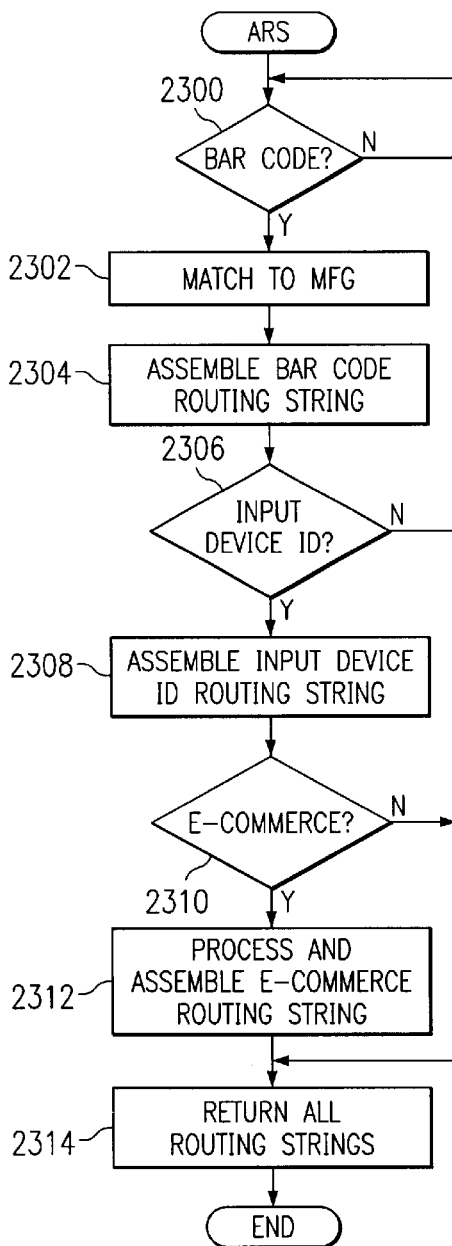 ARS
2300
BAR CODE?
N
Y
2302
MATCH TO MFG
2304
ASSEMBLE BAR CODE
ROUTING STRING
2306
INPUT
DEVICE ID?
N
Y
2308
ASSEMBLE INPUT DEVICE
ID ROUTING STRING
E-COMMERCE?
N
2310
Y
2312
PROCESS AND
ASSEMBLE E-COMMERCE
ROUTING STRING
2314
RETURN ALL
ROUTING STRINGS
END